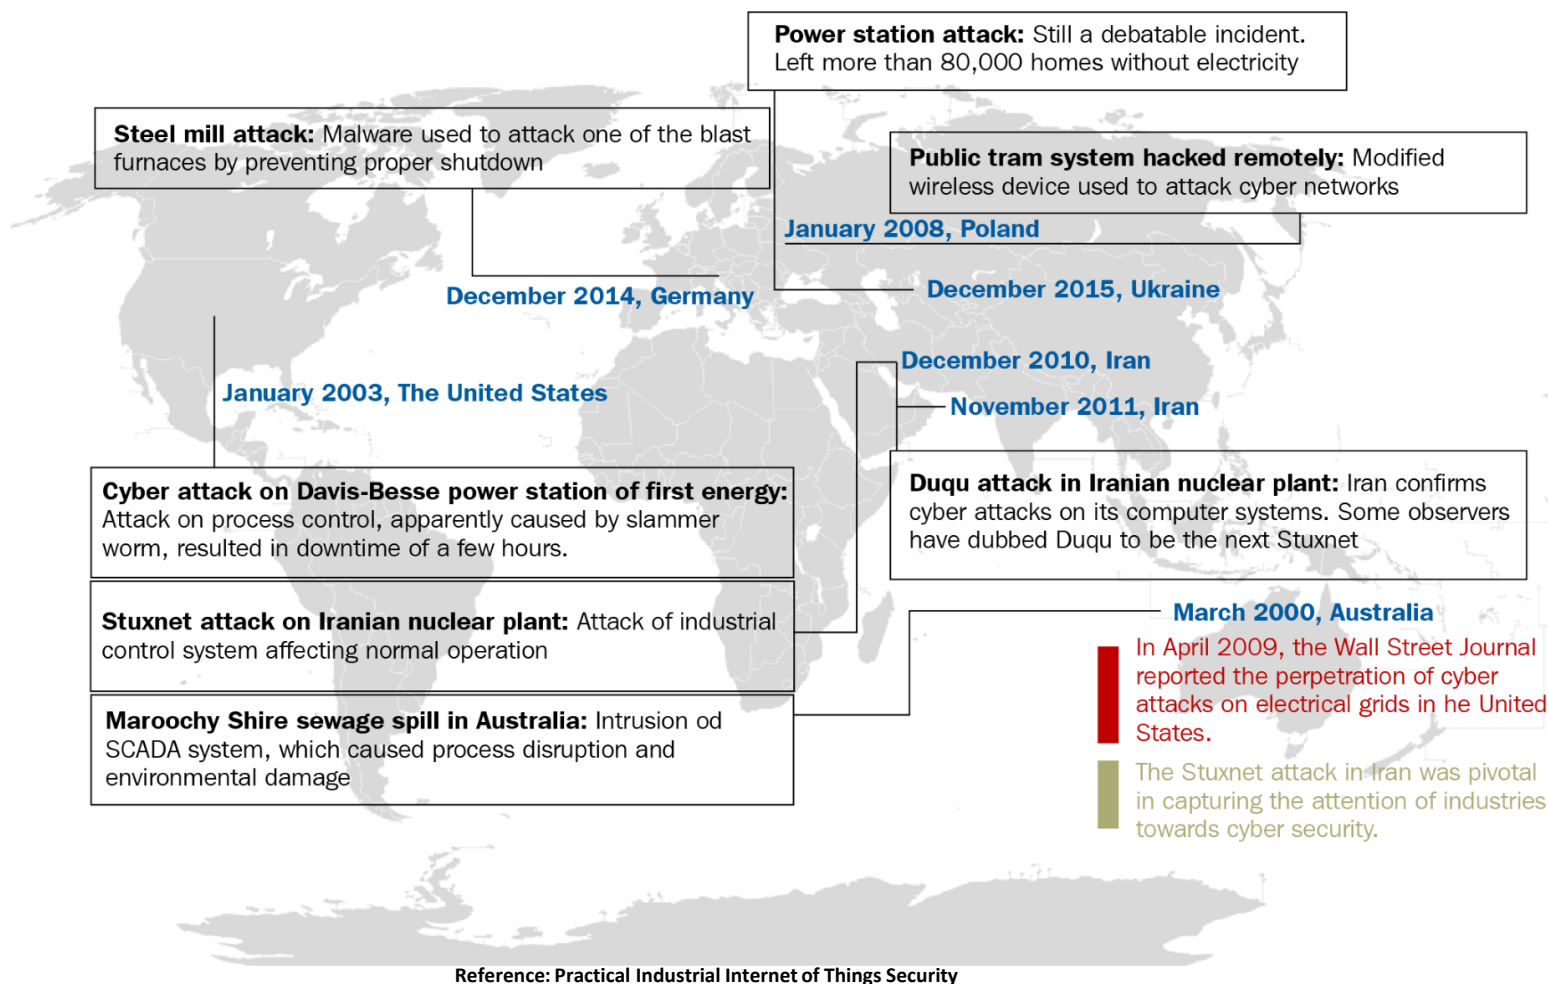 Power station attack: Still a debatable incident.
Left more than 80,000 homes without electricity
Steel mill attack: Malware used to attack one of the blast
furnaces by preventing proper shutdown
Public tram system hacked remotely: Modified
wireless device used to attack cyber networks
January 2008, Poland
December 2014, Germany
December 2015, Ukraine
December 2010, Iran
January 2003, The United States
November 2011, Iran
Cyber attack on Davis-Besse power station of first energy:
Attack on process control, apparently caused by slammer
worm, resulted in downtime of a few hours.
Duqu attack in Iranian nuclear plant: Iran confirms
cyber attacks on its computer systems. Some observers
have dubbed Duqu to be the next Stuxnet
Stuxnet attack on Iranian nuclear plant: Attack of industrial
control system affecting normal operation
March 2000, Australia
In April 2009, the Wall Street Journal
reported the perpetration of cyber
attacks on electrical grids in he United
States.
Maroochy Shire sewage spill in Australia: Intrusion od
SCADA system, which caused process disruption and
environmental damage
The Stuxnet attack in Iran was pivotal
in capturing the attention of industries
towards cyber security.
Reference: Practical Industrial Internet of Things Security